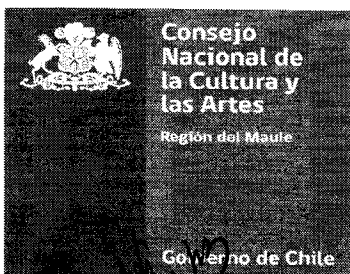 Consejo
Nacional de
la Cultura y
las Artes
Región del Maule
Gobierno de Chile